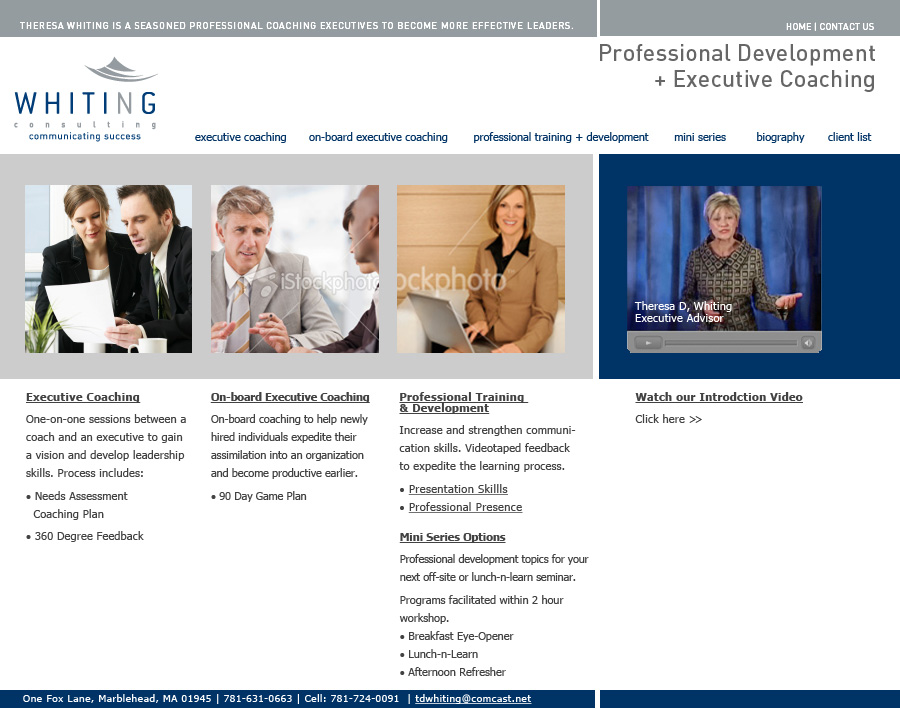 THERESA WHITING IS A SEASONED PROFESSIONAL COACHING EXECUTIVES TO BECOME MORE EFFECTIVE LEADERS.
HOME | CONTACT US
Professional Development
+ Executive Coaching
WHITING
consulting
communicating success
executive coaching on-board executive coaching professional training + development mini series biography client list
iStockphoto
ockphoto
Theresa D, Whiting
Executive Advisor
Executive Coaching
One-on-one sessions between a
coach and an executive to gain
a vision and develop leadership
skills. Process includes:
• Needs Assessment
Coaching Plan
• 360 Degree Feedback
On-board Executive Coaching
On-board coaching to help newly
hired individuals expedite their
assimilation into an organization
and become productive earlier.
• 90 Day Game Plan
Professional Training
& Development
Increase and strengthen communi-
cation skills. Videotaped feedback
to expedite the learning process.
• Presentation Skillls
• Professional Presence
Mini Series Options
Professional development topics for your
next off-site or lunch-n-learn seminar.
Programs facilitated within 2 hour
workshop.
• Breakfast Eye-Opener
• Lunch-n-Learn
• Afternoon Refresher
Watch our Introdction Video
Click here >>
One Fox Lane, Marblehead, MA 01945 | 781-631-0663 | Cell: 781-724-0091 | tdwhiting@comcast.net